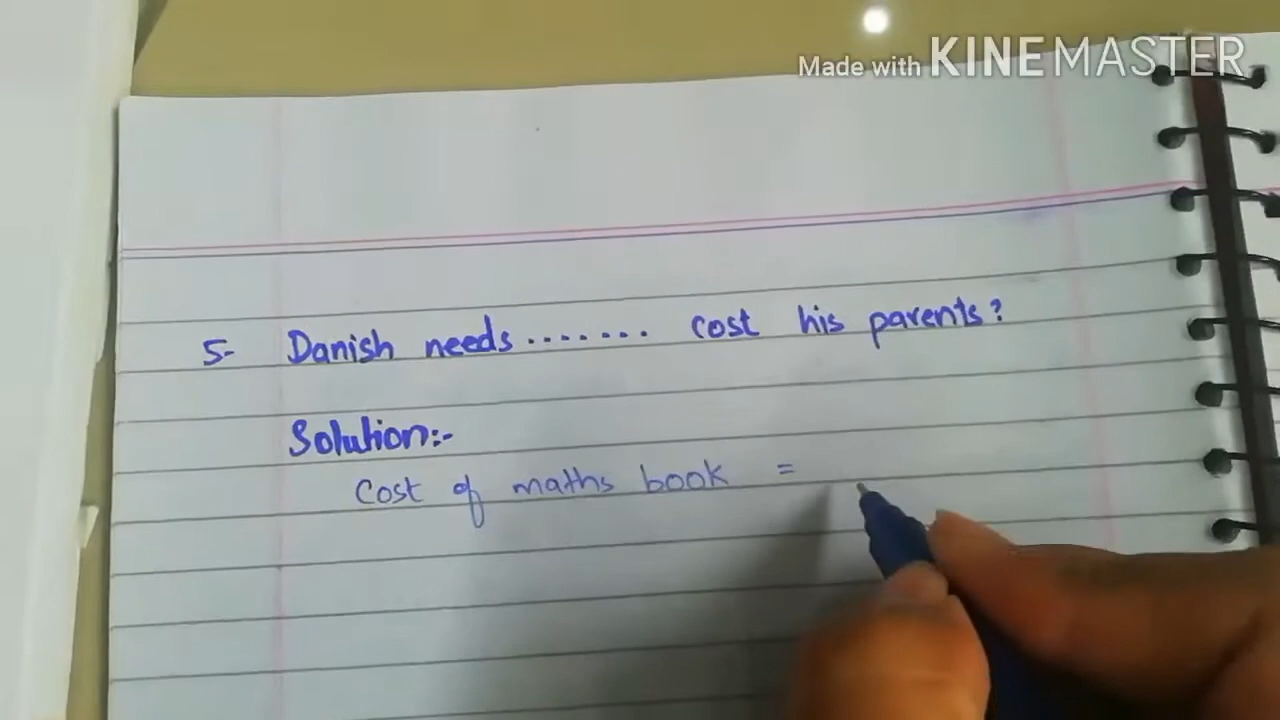 Made with KINEMASTER
5- Danish needs........ cost his parents?
Solution:-
Cost of maths book =